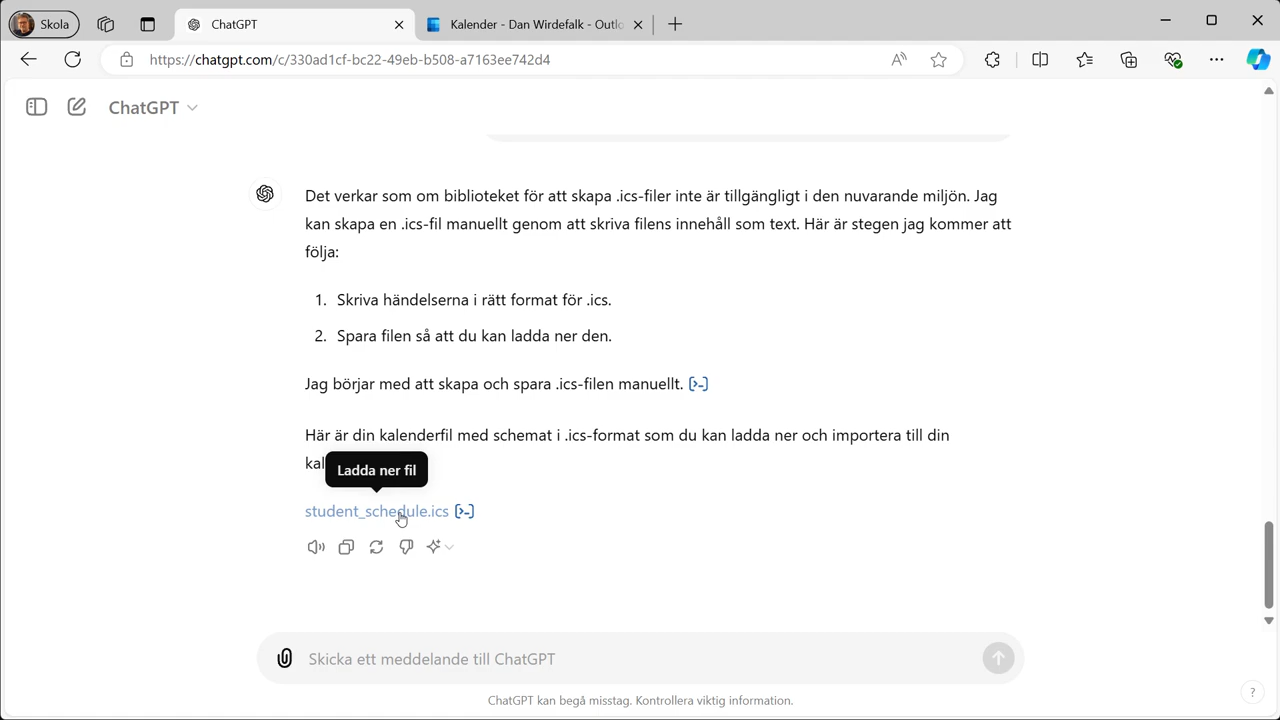 Skola
ChatGPT
Kalender - Dan Wirdefalk - Outlo
https://chatgpt.com/c/330ad1cf-bc22-49eb-b508-a7163ee742d4
ChatGPT
Det verkar som om biblioteket för att skapa .ics-filer inte är tillgängligt i den nuvarande miljön. Jag
kan skapa en .ics-fil manuellt genom att skriva filens innehåll som text. Här är stegen jag kommer att
följa:
1. Skriva händelserna i rätt format för .ics.
2. Spara filen så att du kan ladda ner den.
Jag börjar med att skapa och spara .ics-filen manuellt.
Här är din kalenderfil med schemat i .ics-format som du kan ladda ner och importera till din
kal
Ladda ner fil
student_schedule.ics
Skicka ett meddelande till ChatGPT
ChatGPT kan begå misstag. Kontrollera viktig information.
?